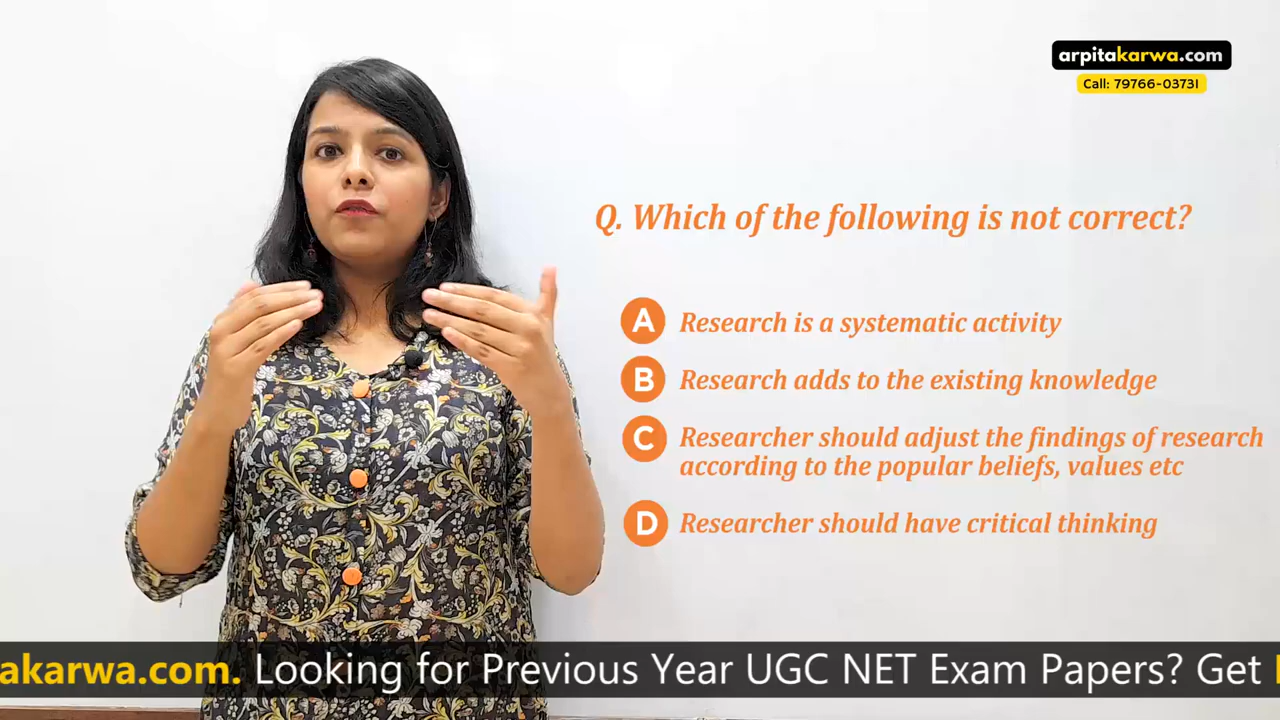 arpitakarwa.com
Call: 79766-03731
Q. Which of the following is not correct?
A Research is a systematic activity
B Research adds to the existing knowledge
C Researcher should adjust the findings of research
according to the popular beliefs, values etc
D Researcher should have critical thinking
akarwa.com. Looking for Previous Year UGC NET Exam Papers? Get